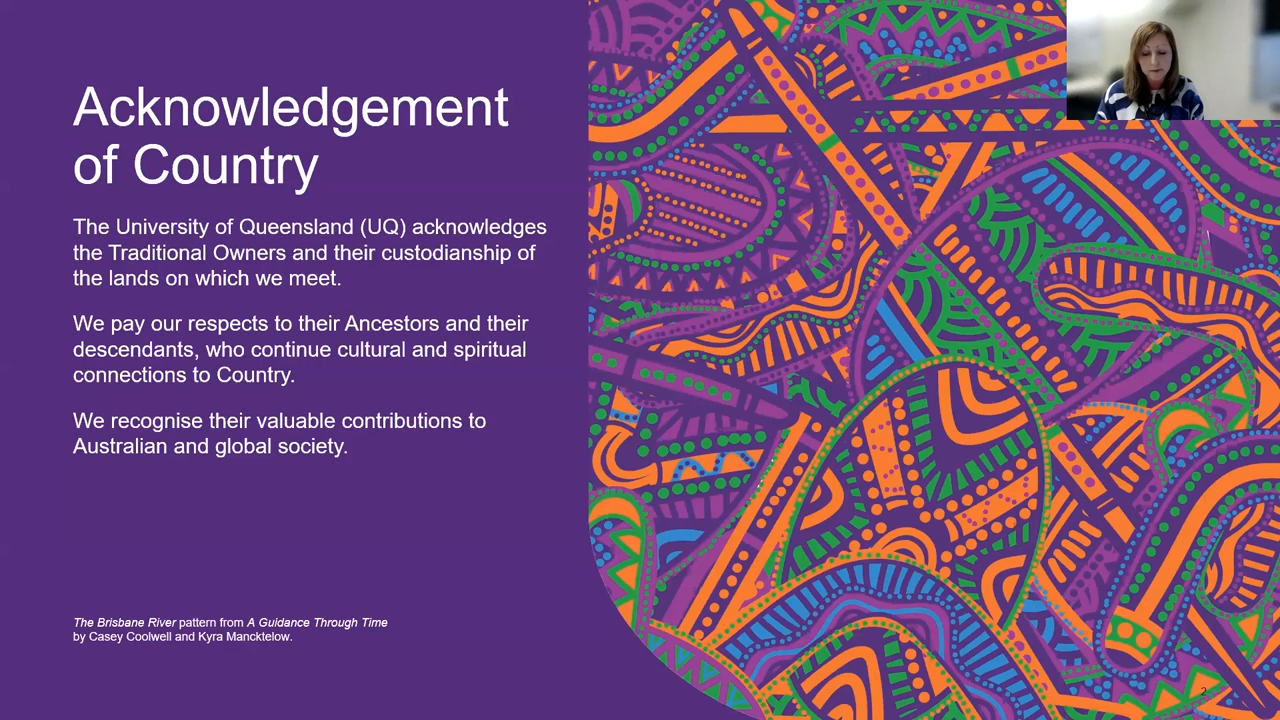 Acknowledgement
of Country
The University of Queensland (UQ) acknowledges
the Traditional Owners and their custodianship of
the lands on which we meet.
We pay our respects to their Ancestors and their
descendants, who continue cultural and spiritual
connections to Country.
We recognise their valuable contributions to
Australian and global society.
The Brisbane River pattern from A Guidance Through Time
by Casey Coolwell and Kyra Mancktelow.
2